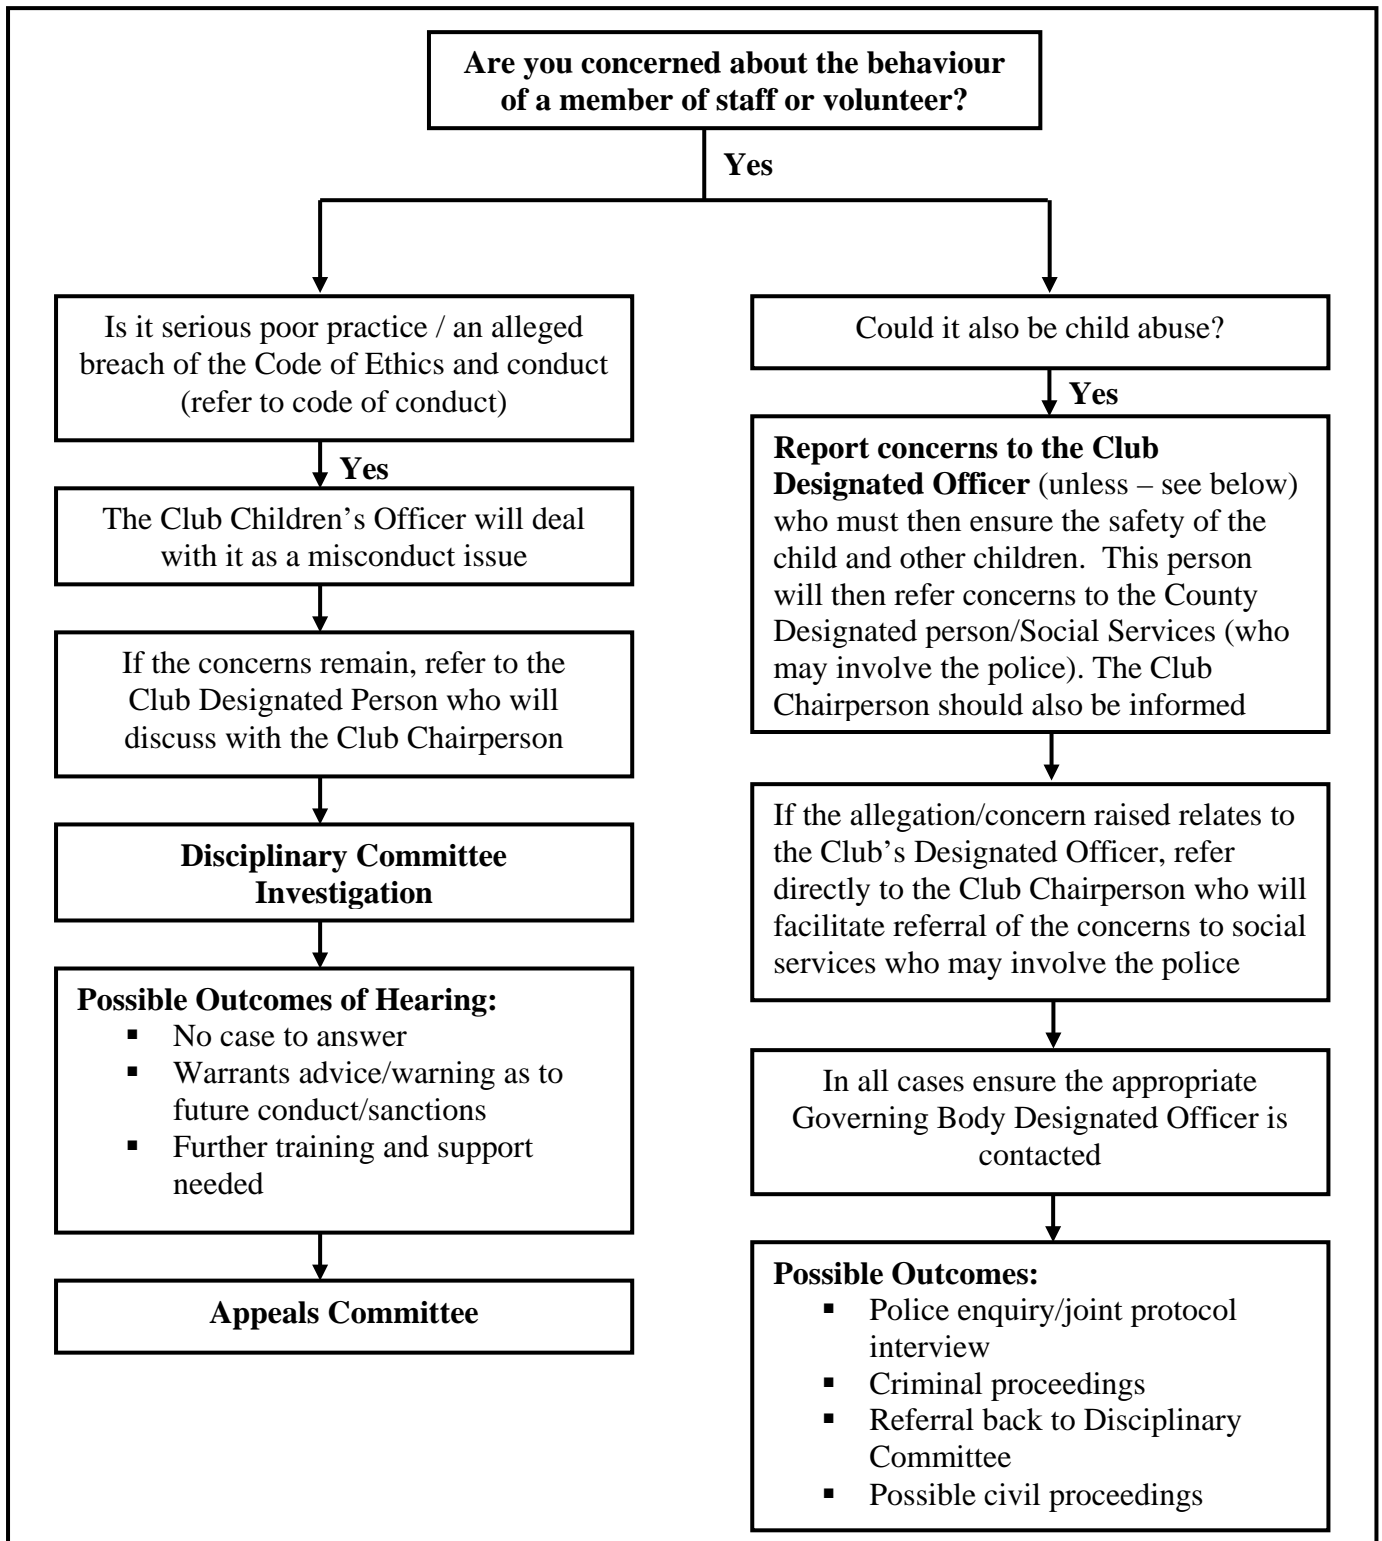 Are you concerned about the behaviour
of a member of staff or volunteer?
Yes
Is it serious poor practice / an alleged
breach of the Code of Ethics and conduct
(refer to code of conduct)
Yes
The Club Children’s Officer will deal
with it as a misconduct issue
If the concerns remain, refer to the
Club Designated Person who will
discuss with the Club Chairperson
Disciplinary Committee
Investigation
Possible Outcomes of Hearing:
▪ No case to answer
▪ Warrants advice/warning as to
future conduct/sanctions
▪ Further training and support
needed
Appeals Committee
Could it also be child abuse?
Yes
Report concerns to the Club
Designated Officer (unless – see below)
who must then ensure the safety of the
child and other children.  This person
will then refer concerns to the County
Designated person/Social Services (who
may involve the police). The Club
Chairperson should also be informed
If the allegation/concern raised relates to
the Club’s Designated Officer, refer
directly to the Club Chairperson who will
facilitate referral of the concerns to social
services who may involve the police
In all cases ensure the appropriate
Governing Body Designated Officer is
contacted
Possible Outcomes:
▪ Police enquiry/joint protocol
interview
▪ Criminal proceedings
▪ Referral back to Disciplinary
Committee
▪ Possible civil proceedings